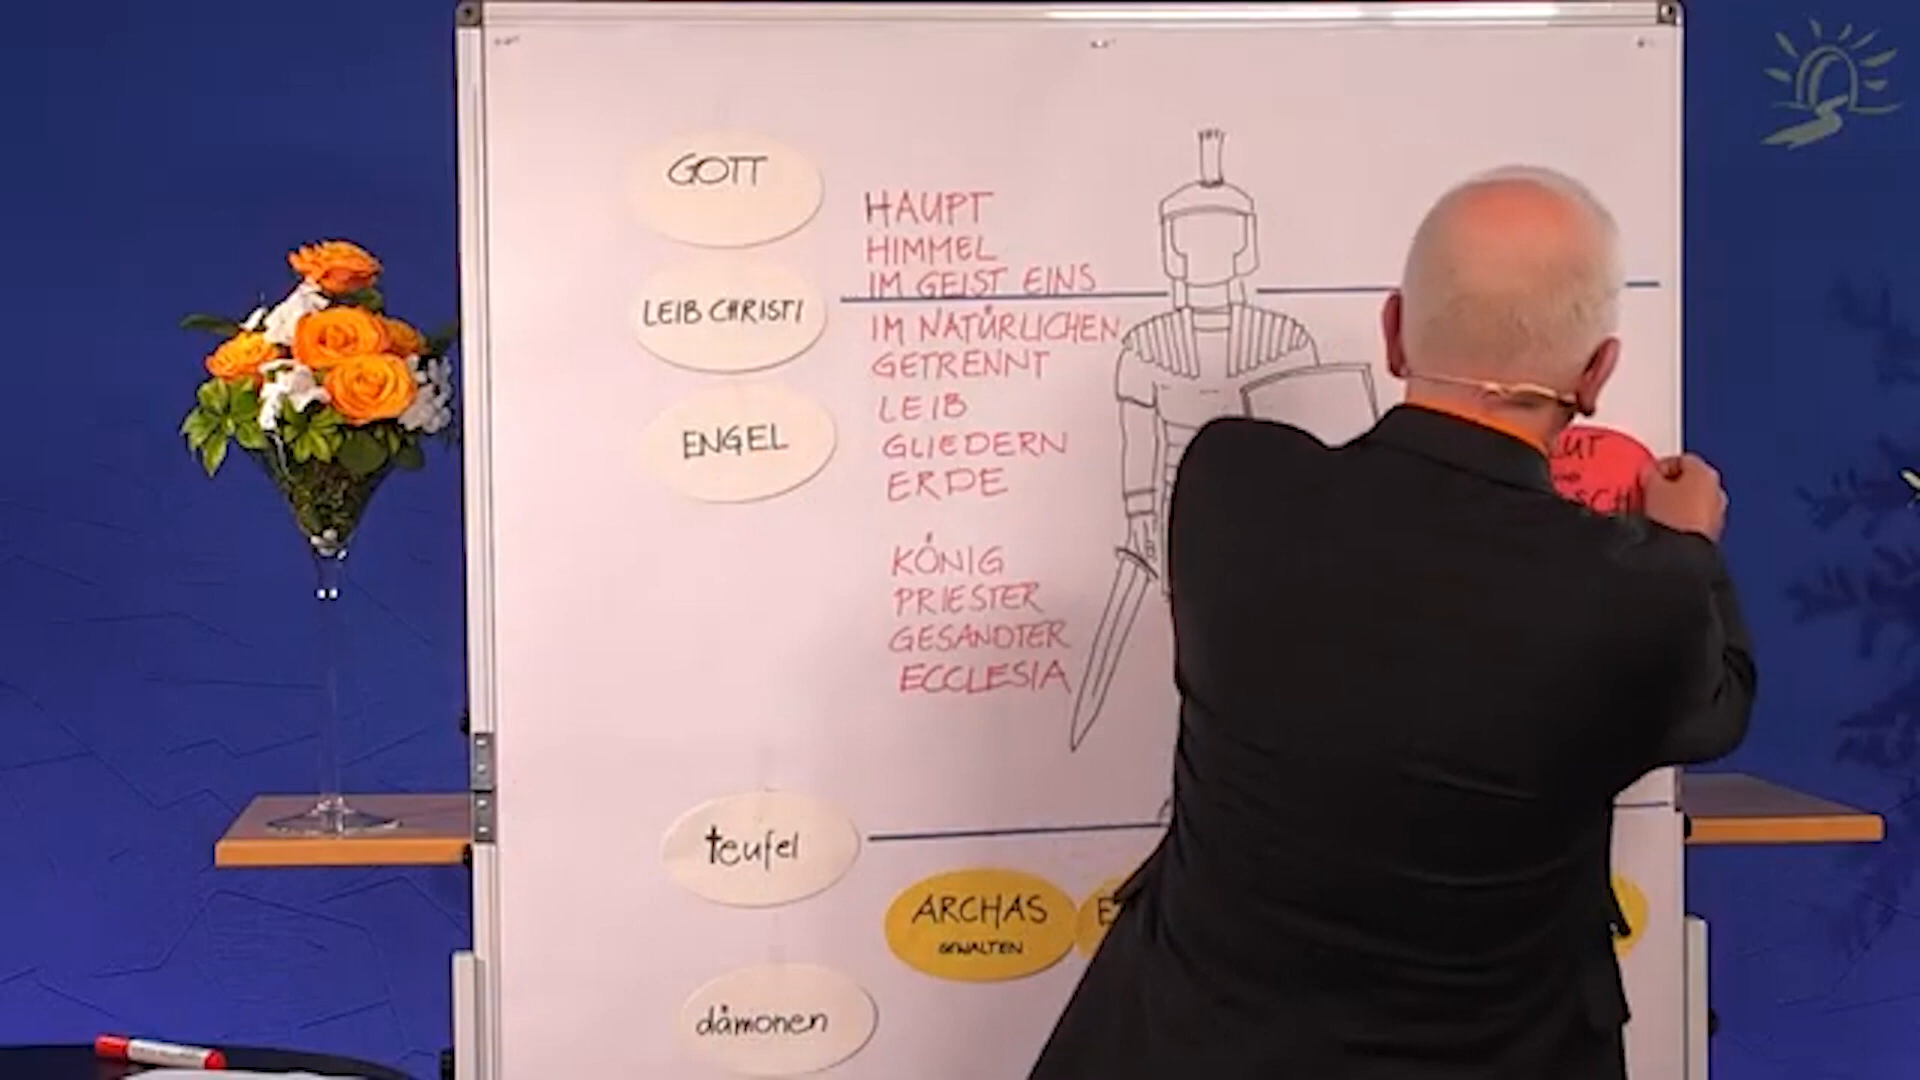 GOTT
HAUPT
HIMMEL
IM GEIST EINS
LEIB CHRISTI
IM NATÜRLICHEN
GETRENNT
LEIB
ENGEL
GLIEDERN
ERDE
KÖNIG
PRIESTER
GESANDTER
ECCLESIA
teufel
ARCHAS
GEWALTEN
dämonen